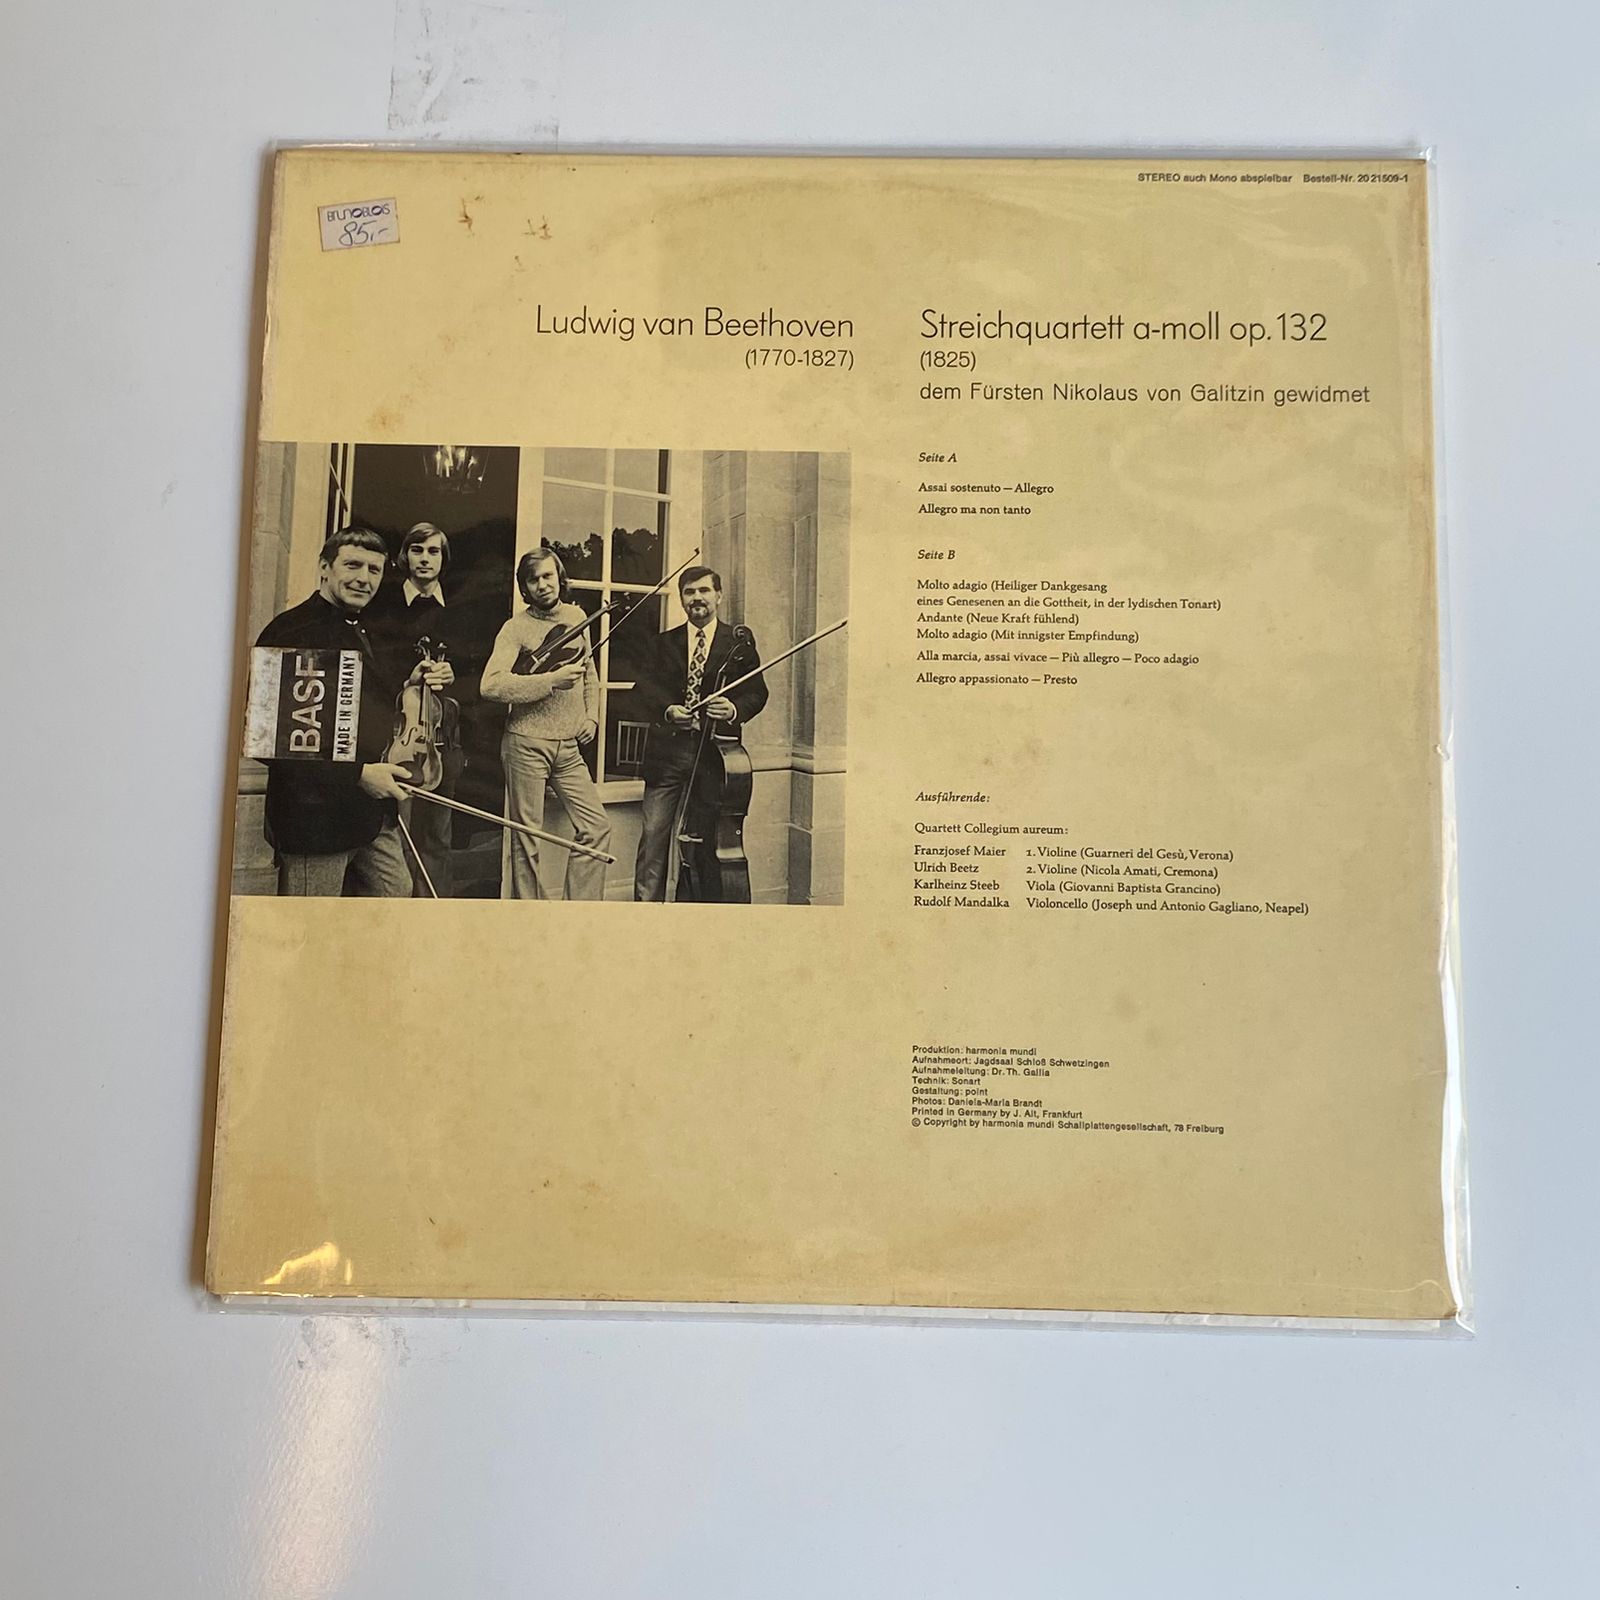 STEREO auch Mono abspielbar Bestell-Nr. 20 21509-1
BrunoBlois
85,-
Ludwig van Beethoven
(1770-1827)
Streichquartett a-moll op. 132
(1825)
dem Fürsten Nikolaus von Galitzin gewidmet
Seite A
Assai sostenuto — Allegro
Allegro ma non tanto
Seite B
Molto adagio (Heiliger Dankgesang
eines Genesenen an die Gottheit, in der lydischen Tonart)
Andante (Neue Kraft fühlend)
Molto adagio (Mit innigster Empfindung)
Alla marcia, assai vivace — Più allegro — Poco adagio
Allegro appassionato — Presto
BASF
MADE IN GERMANY
Ausführende:
Quartett Collegium aureum:
Franzjosef Maier 1. Violine (Guarneri del Gesù, Verona)
Ulrich Beetz 2. Violine (Nicola Amati, Cremona)
Karlheinz Steeb Viola (Giovanni Baptista Grancino)
Rudolf Mandalka Violoncello (Joseph und Antonio Gagliano, Neapel)
Produktion: harmonia mundi
Aufnahmeort: Jagdsaal Schloß Schwetzingen
Aufnahmeleitung: Dr. Th. Gallia
Technik: Sonart
Gestaltung: point
Photos: Daniela-Maria Brandt
Printed in Germany by J. Alt, Frankfurt
© Copyright by harmonia mundi Schallplattengesellschaft, 78 Freiburg